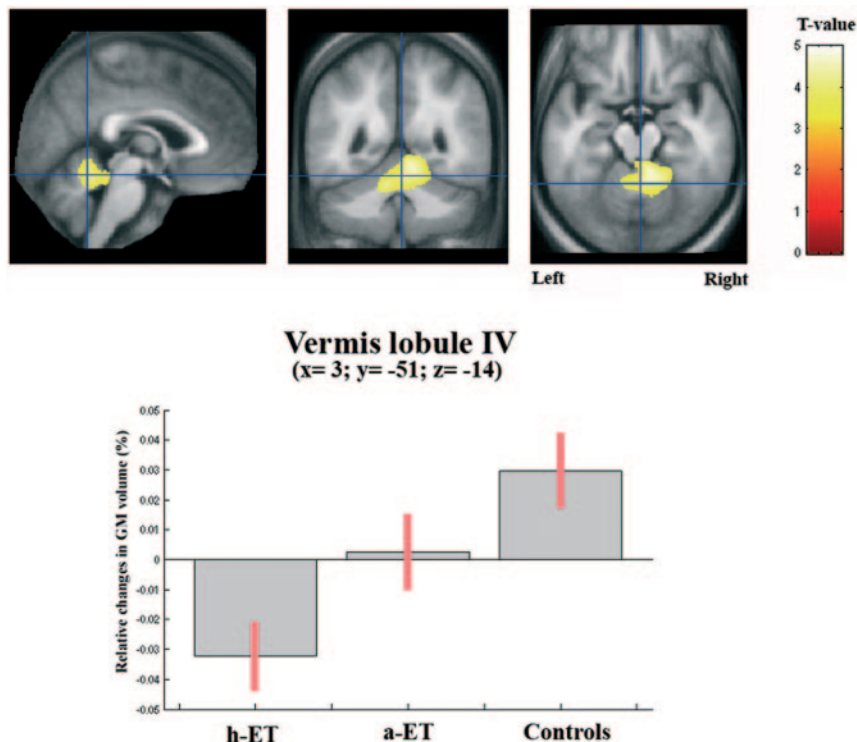 T-value
5
4
3
2
1
0
Left Right
Vermis lobule IV
(x= 3; y= -51; z= -14)
Relative changes in GM volume (%)
0.05
0.04
0.03
0.02
0.01
0
-0.01
-0.02
-0.03
-0.04
-0.05
h-ET a-ET Controls